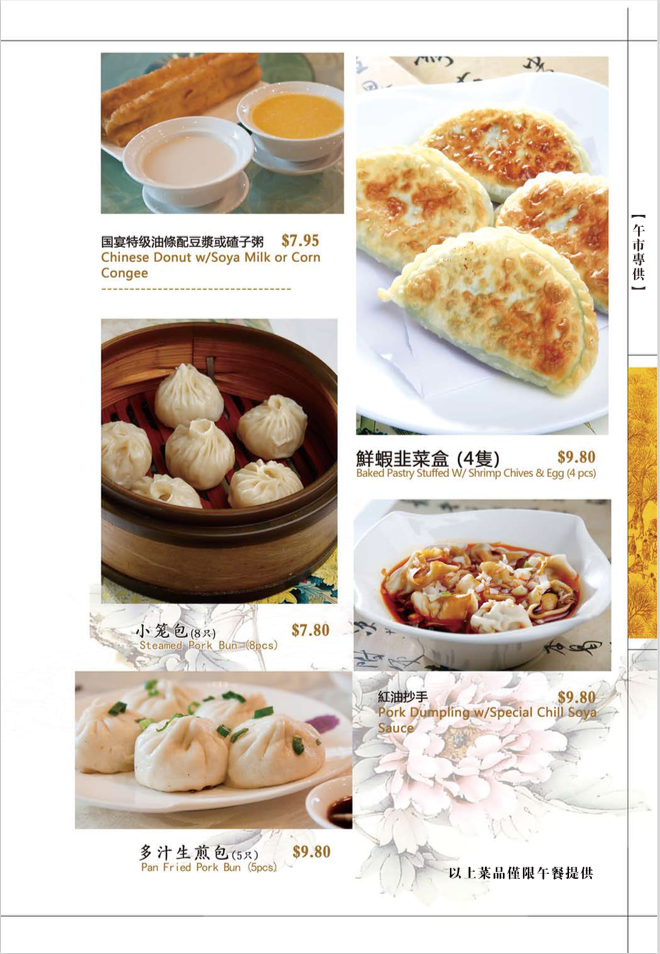 国宴特级油條配豆漿或碴子粥 $7.95
Chinese Donut w/Soya Milk or Corn
Congee
小笼包(8只) $7.80
Steamed Pork Bun (8pcs)
多汁生煎包(5只) $9.80
Pan Fried Pork Bun (5pcs)
鮮蝦韭菜盒 (4隻) $9.80
Baked Pastry Stuffed W/ Shrimp Chives & Egg (4 pcs)
紅油抄手 $9.80
Pork Dumpling w/Special Chill Soya
Sauce
以上菜品僅限午餐提供
【午市專供】